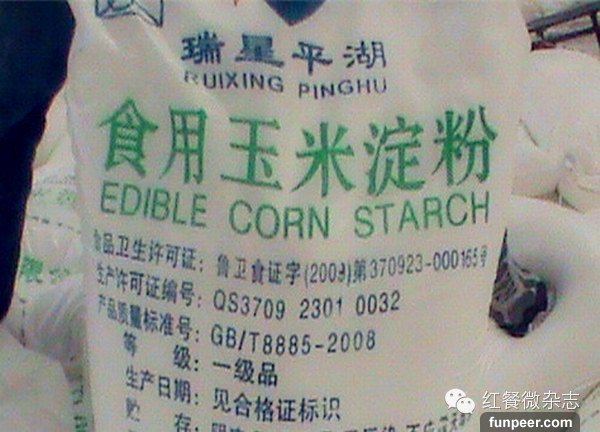 瑞星平湖
RUIXING PINGHU
食用玉米淀粉
EDIBLE CORN STARCH
食品卫生许可证：鲁卫食证字(2009)第370923-000165号
生产许可证编号：QS3709 2301 0032
产品质量标准号：GB/T8885-2008
等 级：一级品
生产日期：见合格证标识
贮 存：
红餐微杂志
funpeer.com